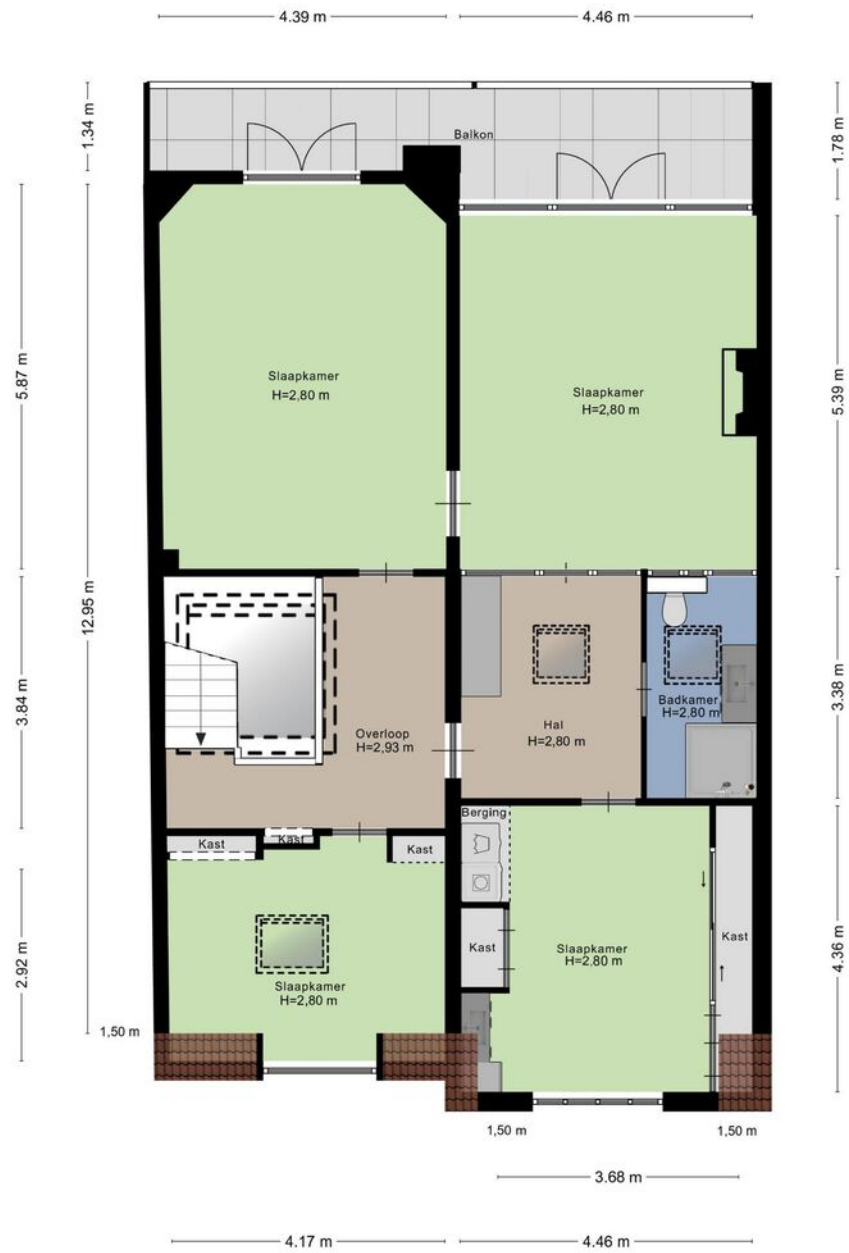 4.39 m
4.46 m
1.34 m
1.78 m
Balkon
5.87 m
5.39 m
Slaapkamer
H=2,80 m
Slaapkamer
H=2,80 m
12.95 m
3.84 m
3.38 m
Overloop
H=2,93 m
Hal
H=2,80 m
Badkamer
H=2,80 m
Kast
Kast
Kast
Berging
Kast
Kast
2.92 m
4.36 m
Slaapkamer
H=2,80 m
Slaapkamer
H=2,80 m
1,50 m
1,50 m
1,50 m
3.68 m
4.17 m
4.46 m